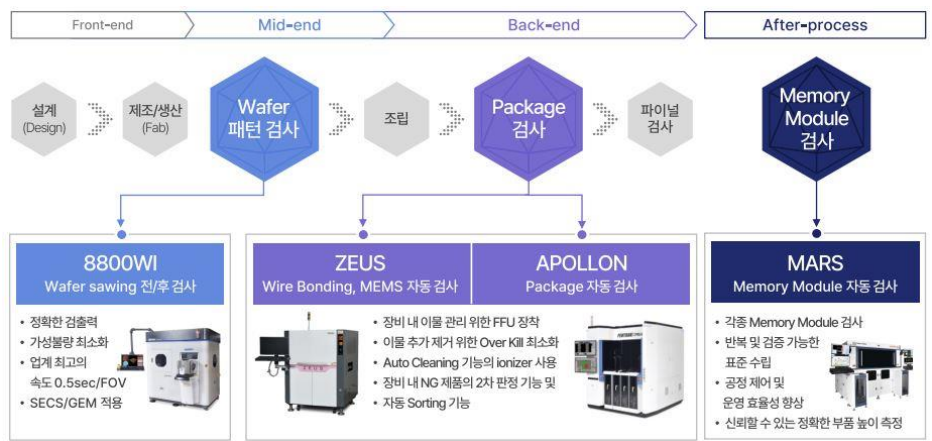 Front-end
Mid-end
Back-end
After-process
설계
(Design)
제조/생산
(Fab)
Wafer
패턴 검사
조립
Package
검사
파이널
검사
Memory
Module
검사
8800WI
Wafer sawing 전/후 검사
• 정확한 검출력
• 가성불량 최소화
• 업계 최고의
속도 0.5sec/FOV
• SECS/GEM 적용
ZEUS
Wire Bonding, MEMS 자동 검사
APOLLON
Package 자동 검사
• 장비 내 이물 관리 위한 FFU 장착
• 이물 추가 제거 위한 Over Kill 최소화
• Auto Cleaning 기능의 ionizer 사용
• 장비 내 NG 제품의 2차 판정 기능 및
• 자동 Sorting 기능
MARS
Memory Module 자동 검사
• 각종 Memory Module 검사
• 반복 및 검증 가능한
표준 수립
• 공정 제어 및
운영 효율성 향상
• 신뢰할 수 있는 정확한 부품 높이 측정